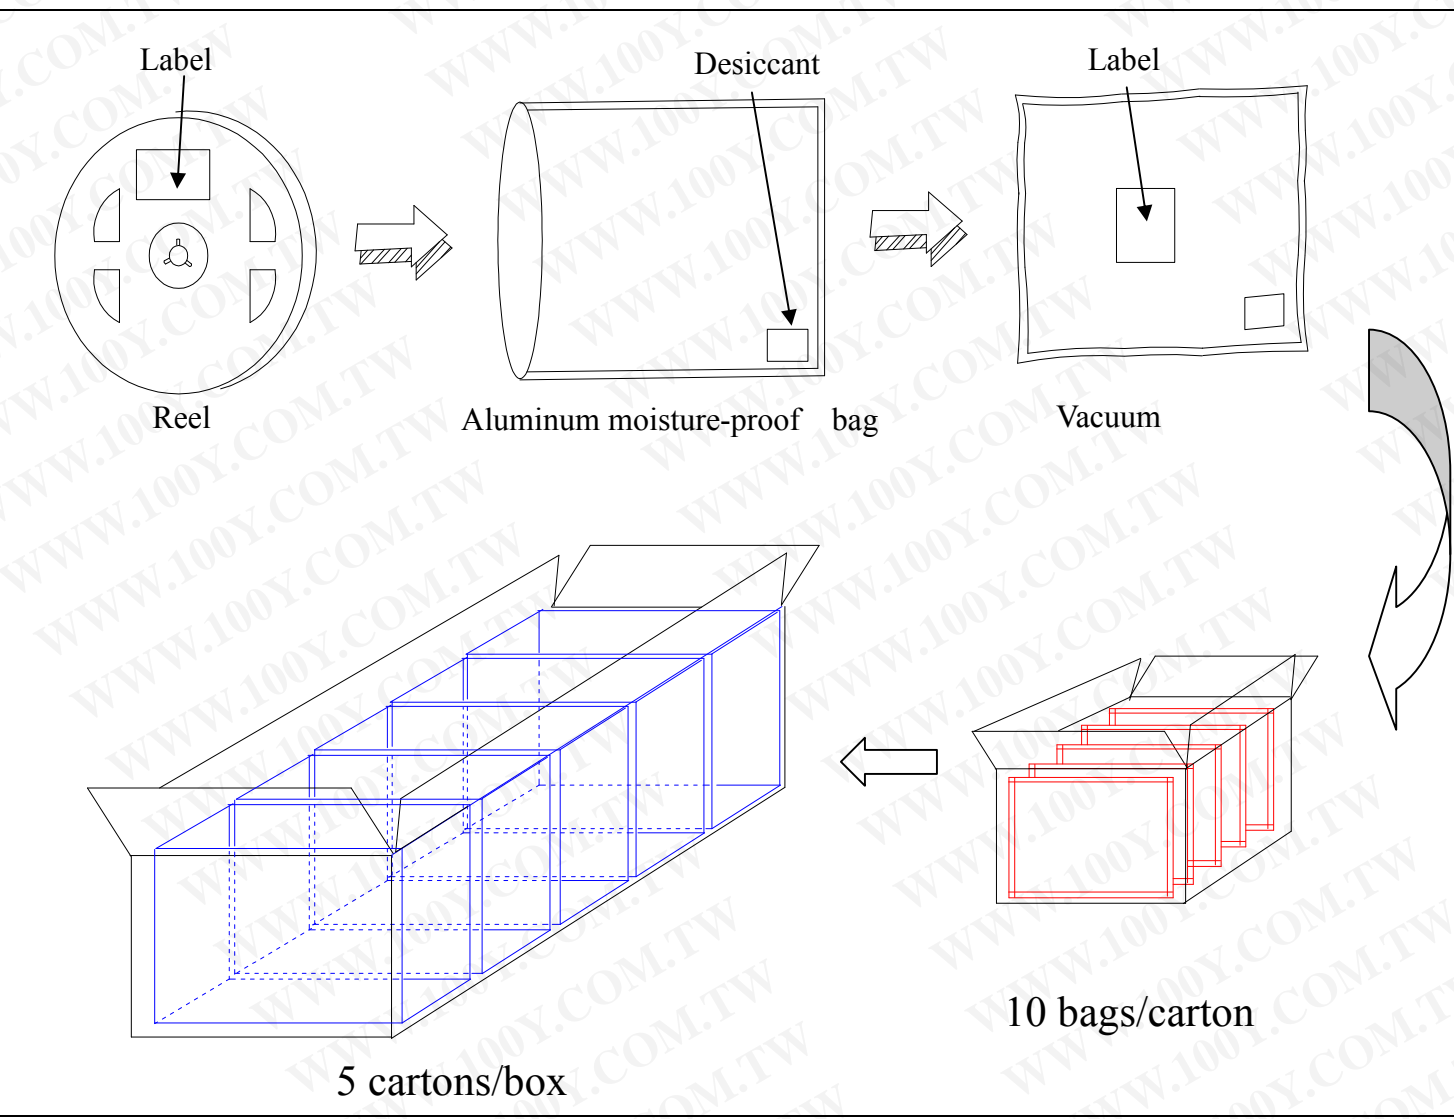 Label
Desiccant
Label
Reel
Aluminum moisture-proof bag
Vacuum
10 bags/carton
5 cartons/box
WWW.100Y.COM.TW